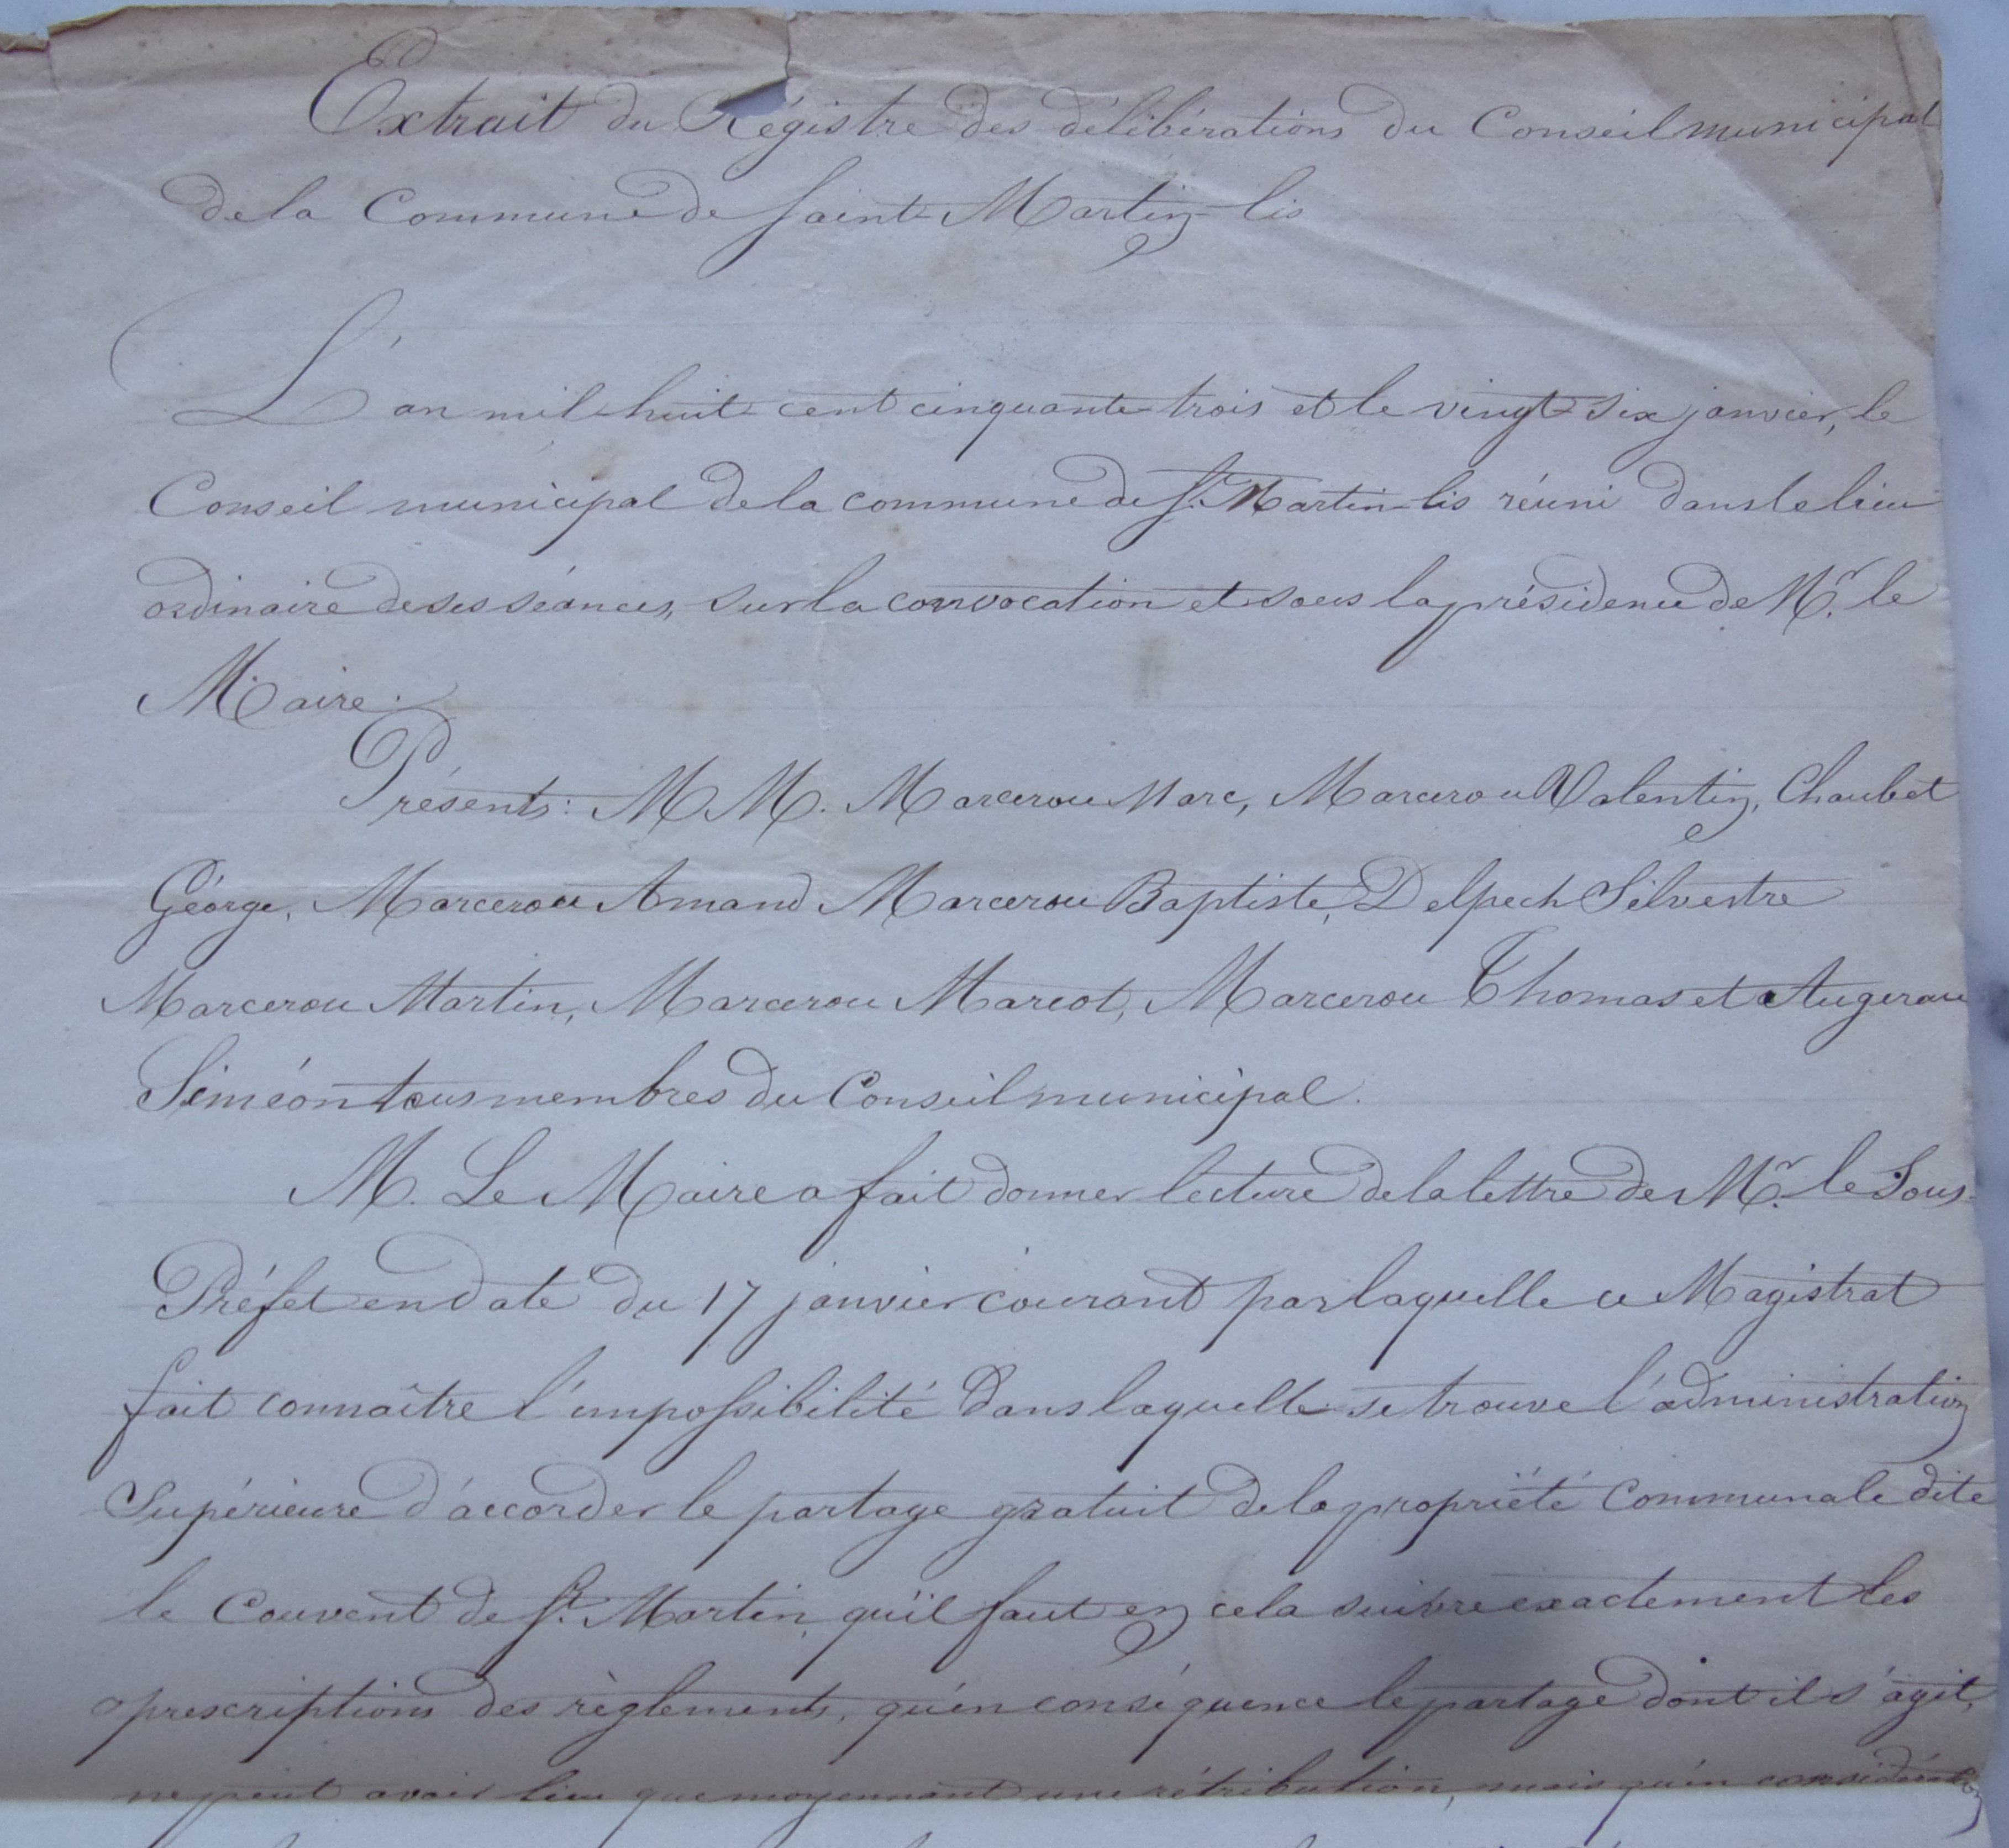 Extrait du Régistre des délibérations du Conseil municipal
de la Commune de Saint-Martin-lis
L'an mil huit cent cinquante trois et le vingt six janvier, le
Conseil municipal de la commune de St. Martin-lis réuni dans le lieu
ordinaire de ses séances, sur la convocation et sous la présidence de Mr. le
Maire.
Présents: M M. Marcerou Marc, Marcerou Valentin, Chaubet
Géorge, Marcerou Amand Marcerou Baptiste, Delpech Silvestre
Marcerou Martin, Marcerou Marcot, Marcerou Thomas et Augerau
Siméon tous membres du Conseil municipal.
M. Le Maire a fait donner lecture de la lettre de Mr. le Sous-
Préfet en date du 17 janvier courant par laquelle ce Magistrat
fait connaître l'impossibilité dans laquelle se trouve l'administration
Supérieure d'accorder le partage gratuit de la propriété Communale dite
le Couvent de St. Martin, qu'il faut en cela suivre exactement les
prescriptions des règlements, qu'en conséquence le partage dont il s'agit,
ne peut avoir lieu que moyennant une rétribution, mais qu'en considération